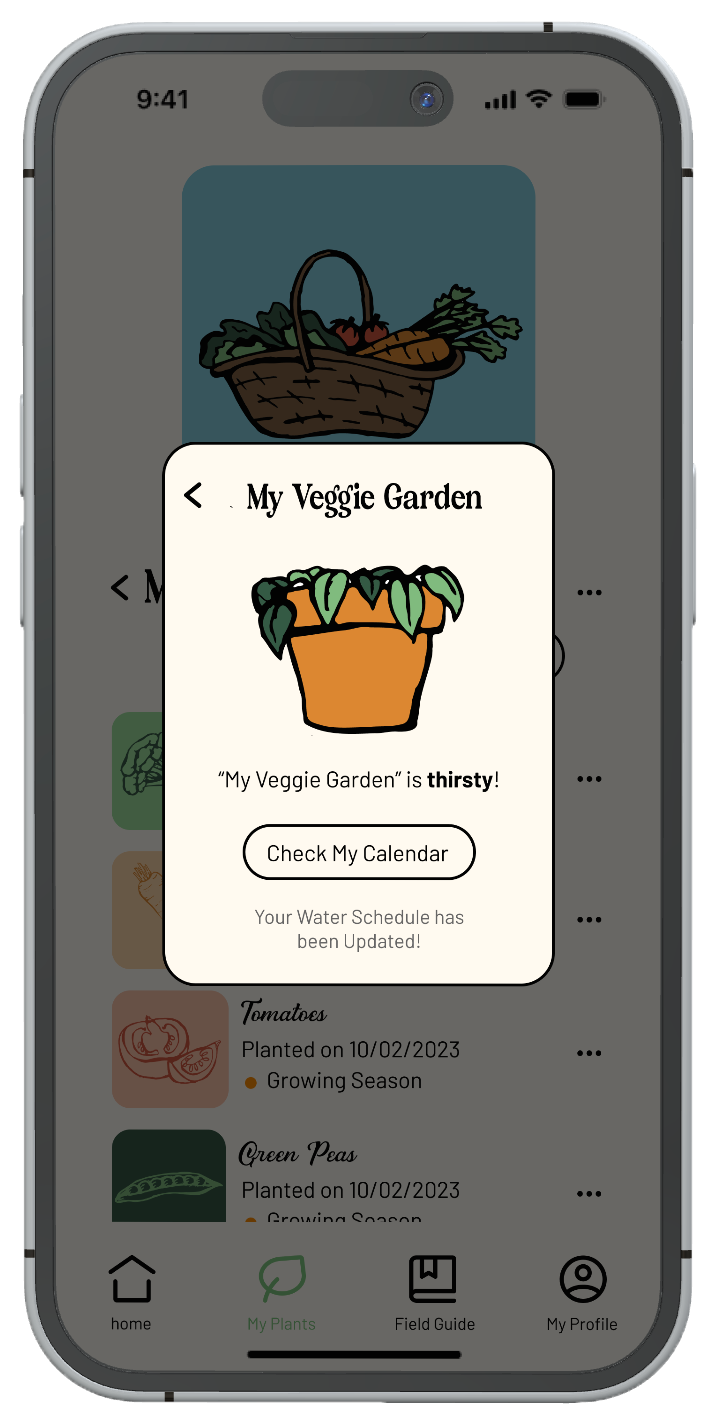 9:41
My Veggie Garden
M
“My Veggie Garden” is thirsty!
Check My Calendar
Your Water Schedule has
been Updated!
Tomatoes
Planted on 10/02/2023
Growing Season
Green Peas
Planted on 10/02/2023
Growing Season
home
My Plants
Field Guide
My Profile